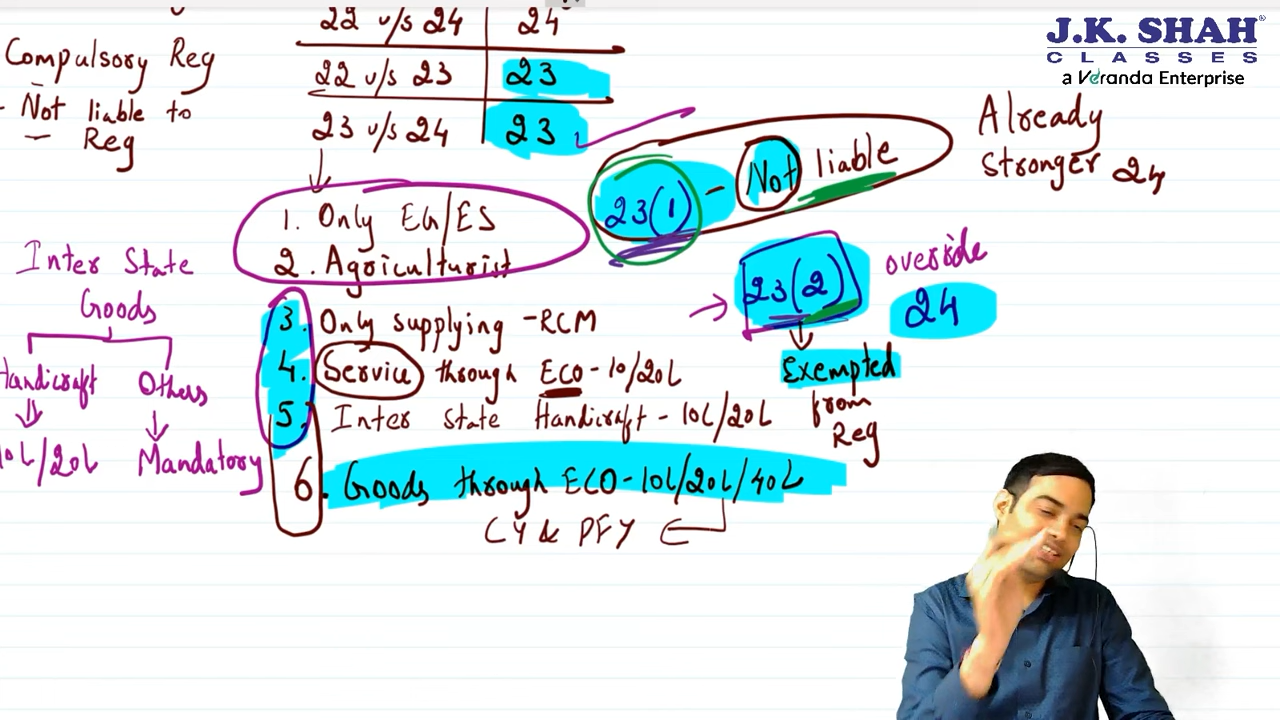 J.K. SHAH®
CLASSES
a Veranda Enterprise
22 v/s 24 24
Compulsory Reg
- Not liable to Reg
22 v/s 23 23
23 v/s 24 23
23(1) - Not liable
Already stronger 24
1. Only EG/ES
2. Agriculturist
23(2) override 24
Exempted from Reg
Inter State Goods
Handicraft Others
10L/20L Mandatory
3. Only supplying - RCM
4. Service through ECO - 10/20L
5. Inter state Handicraft - 10L/20L
6. Goods through ECO - 10L/20L/40L
CY & PFY